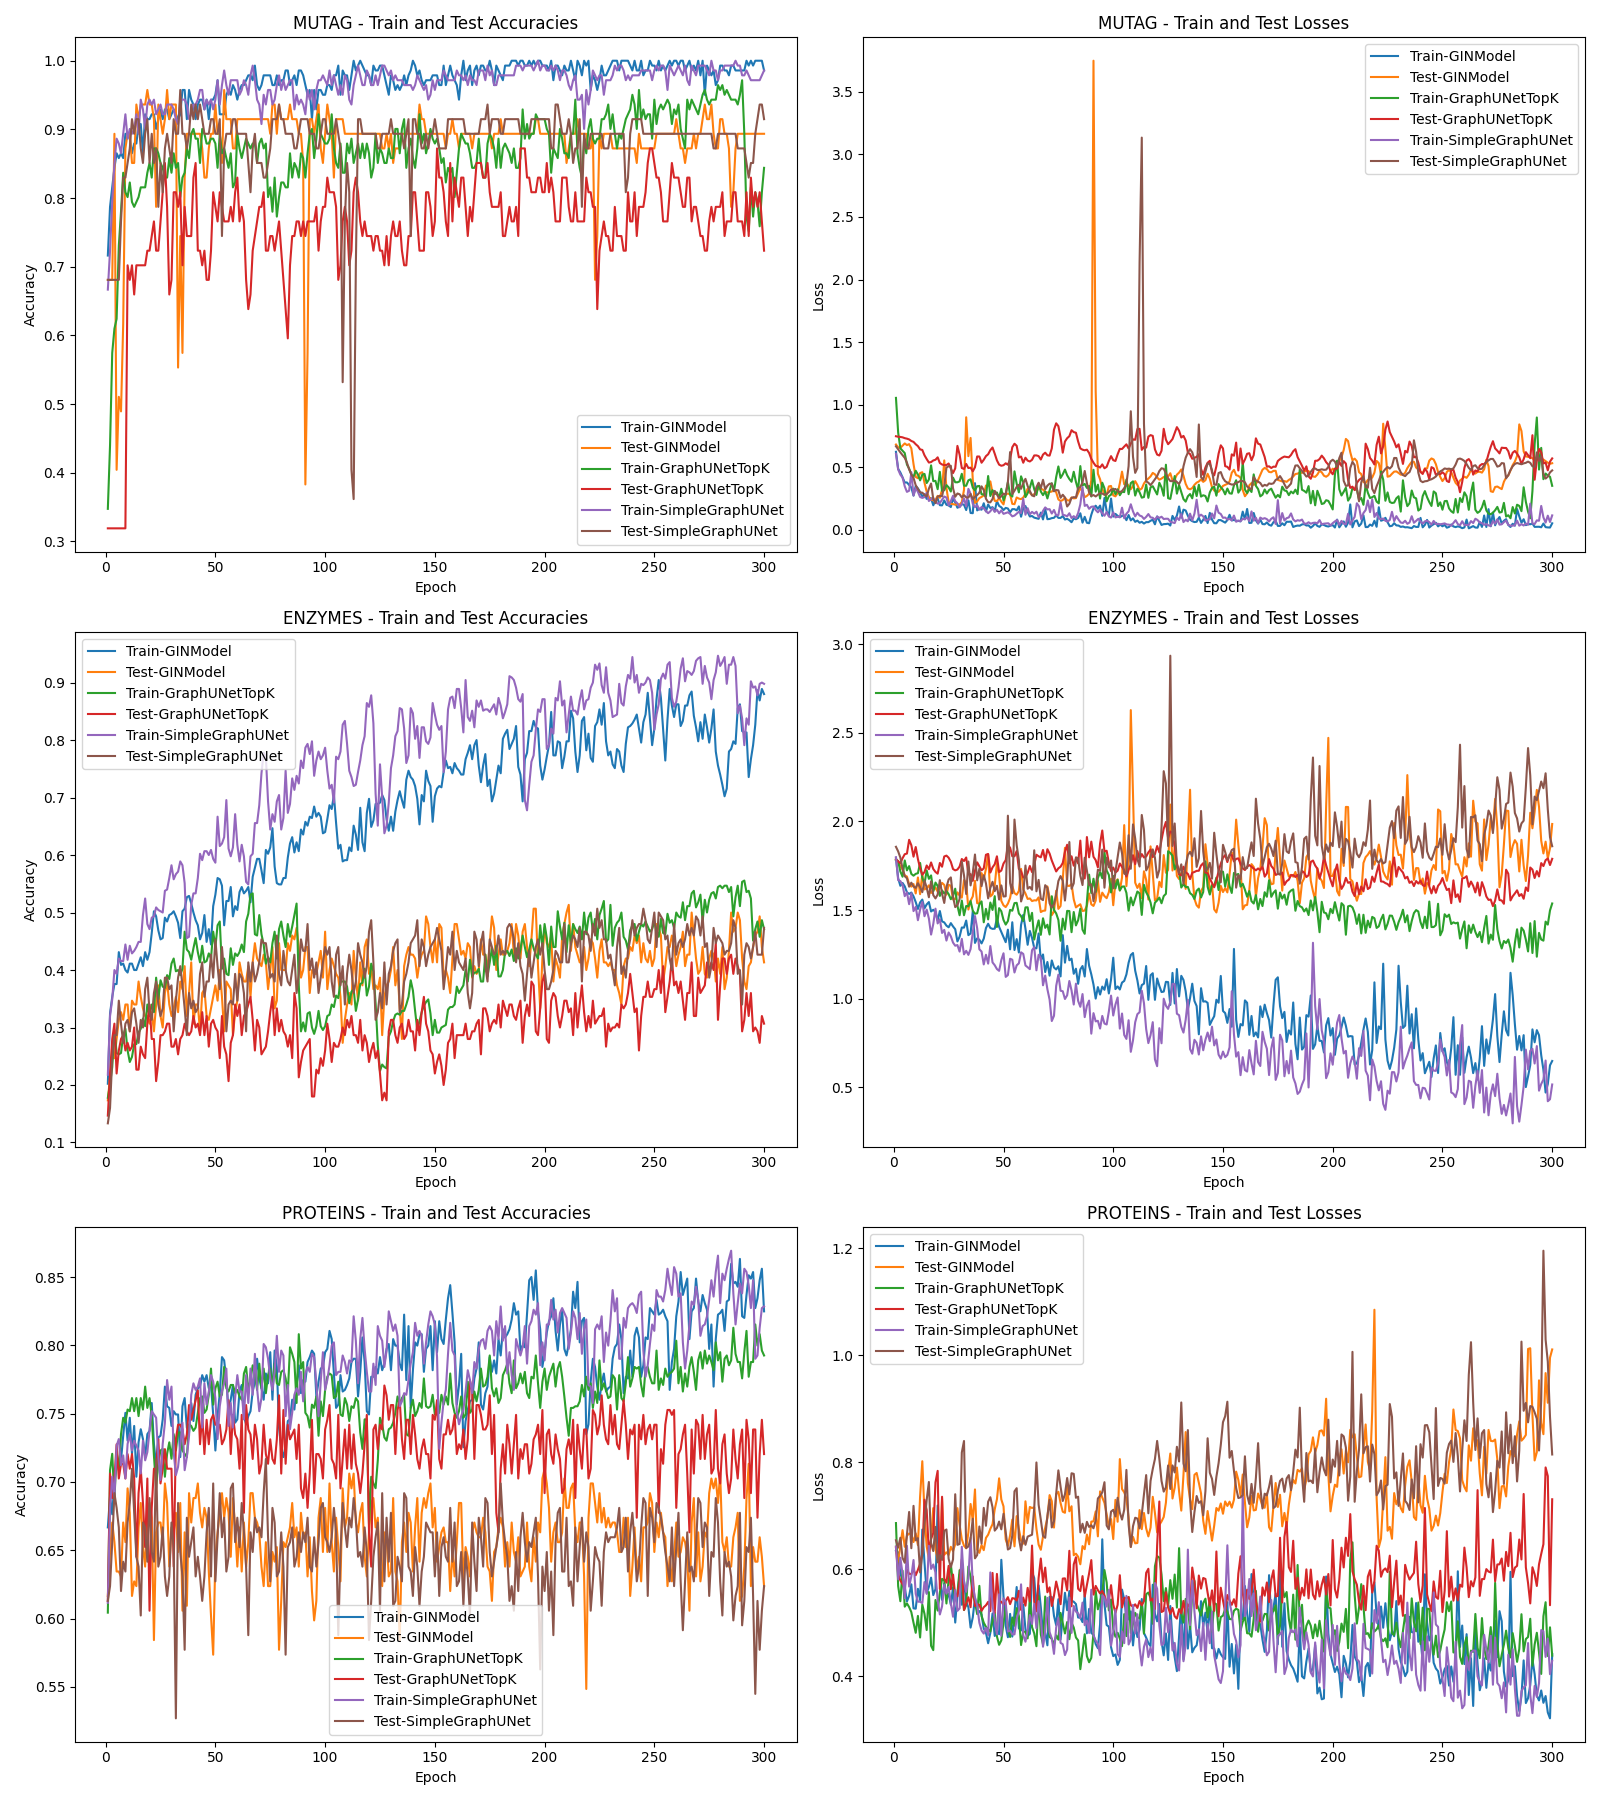 MUTAG - Train and Test Accuracies
1.0
0.9
0.8
0.7
0.6
0.5
0.4
0.3
Accuracy
Train-GINModel
Test-GINModel
Train-GraphUNetTopK
Test-GraphUNetTopK
Train-SimpleGraphUNet
Test-SimpleGraphUNet
0 50 100 150 200 250 300
Epoch
MUTAG - Train and Test Losses
3.5
3.0
2.5
2.0
1.5
1.0
0.5
0.0
Loss
Train-GINModel
Test-GINModel
Train-GraphUNetTopK
Test-GraphUNetTopK
Train-SimpleGraphUNet
Test-SimpleGraphUNet
0 50 100 150 200 250 300
Epoch
ENZYMES - Train and Test Accuracies
Train-GINModel
Test-GINModel
Train-GraphUNetTopK
Test-GraphUNetTopK
Train-SimpleGraphUNet
Test-SimpleGraphUNet
0.9
0.8
0.7
0.6
0.5
0.4
0.3
0.2
0.1
Accuracy
0 50 100 150 200 250 300
Epoch
ENZYMES - Train and Test Losses
Train-GINModel
Test-GINModel
Train-GraphUNetTopK
Test-GraphUNetTopK
Train-SimpleGraphUNet
Test-SimpleGraphUNet
3.0
2.5
2.0
1.5
1.0
0.5
Loss
0 50 100 150 200 250 300
Epoch
PROTEINS - Train and Test Accuracies
0.85
0.80
0.75
0.70
0.65
0.60
0.55
Accuracy
Train-GINModel
Test-GINModel
Train-GraphUNetTopK
Test-GraphUNetTopK
Train-SimpleGraphUNet
Test-SimpleGraphUNet
0 50 100 150 200 250 300
Epoch
PROTEINS - Train and Test Losses
Train-GINModel
Test-GINModel
Train-GraphUNetTopK
Test-GraphUNetTopK
Train-SimpleGraphUNet
Test-SimpleGraphUNet
1.2
1.0
0.8
0.6
0.4
Loss
0 50 100 150 200 250 300
Epoch